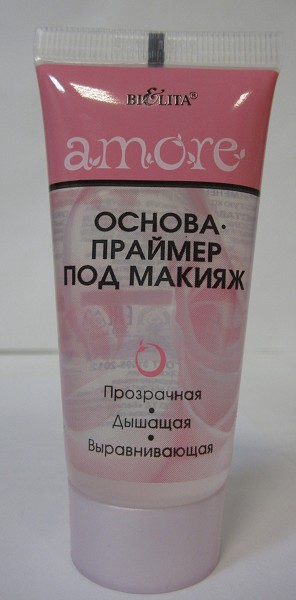 BIELITA®
amore
ОСНОВА-
ПРАЙМЕР
ПОД МАКИЯЖ
Прозрачная
•
Дышащая
•
Выравнивающая